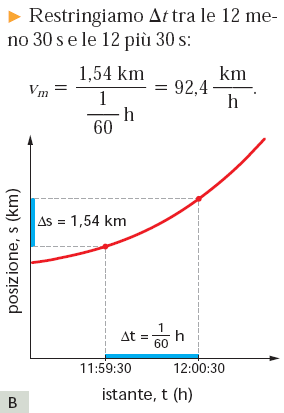 ► Restringiamo Δt tra le 12 me-
no 30 s e le 12 più 30 s:
vₘ = 1,54 km / (1/60 h) = 92,4 km/h.
posizione, s (km)
Δs = 1,54 km
Δt = 1/60 h
11:59:30 12:00:30
istante, t (h)
B